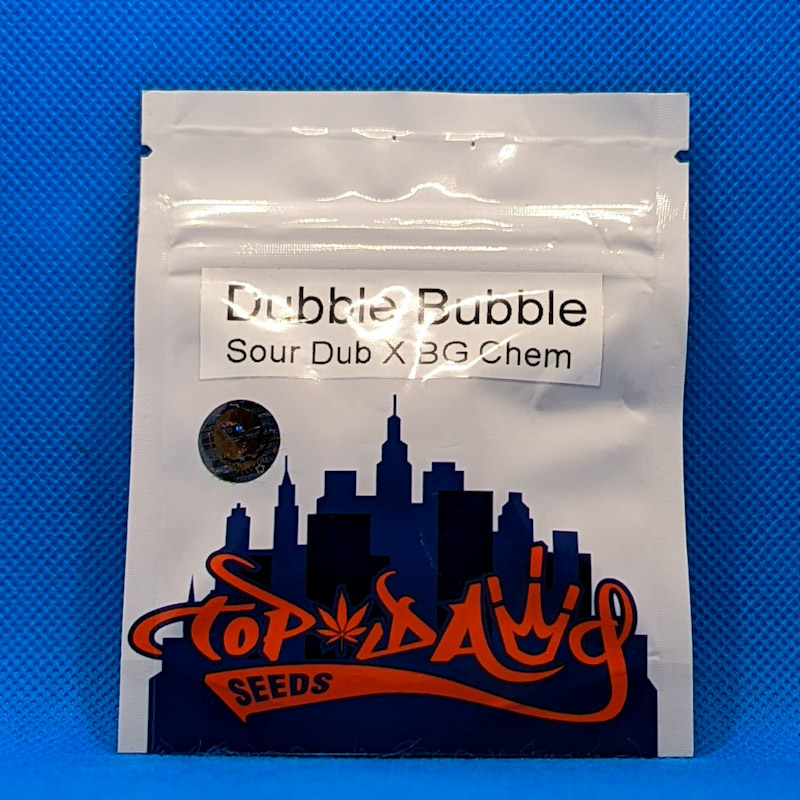 Dubble Bubble
Sour Dub X BG Chem
TOP DAWG
SEEDS